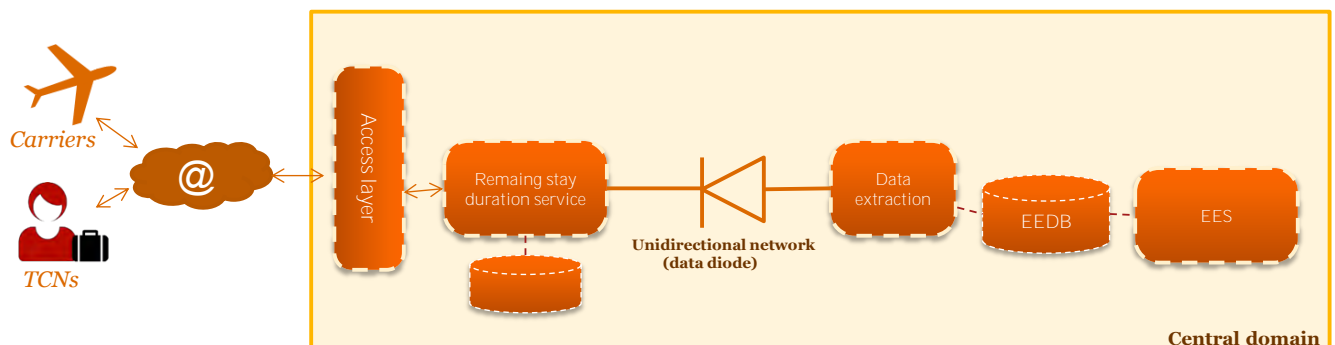 Carriers
TCNs
@
Access layer
Remaing stay
duration service
Unidirectional network
(data diode)
Data
extraction
EEDB
EES
Central domain